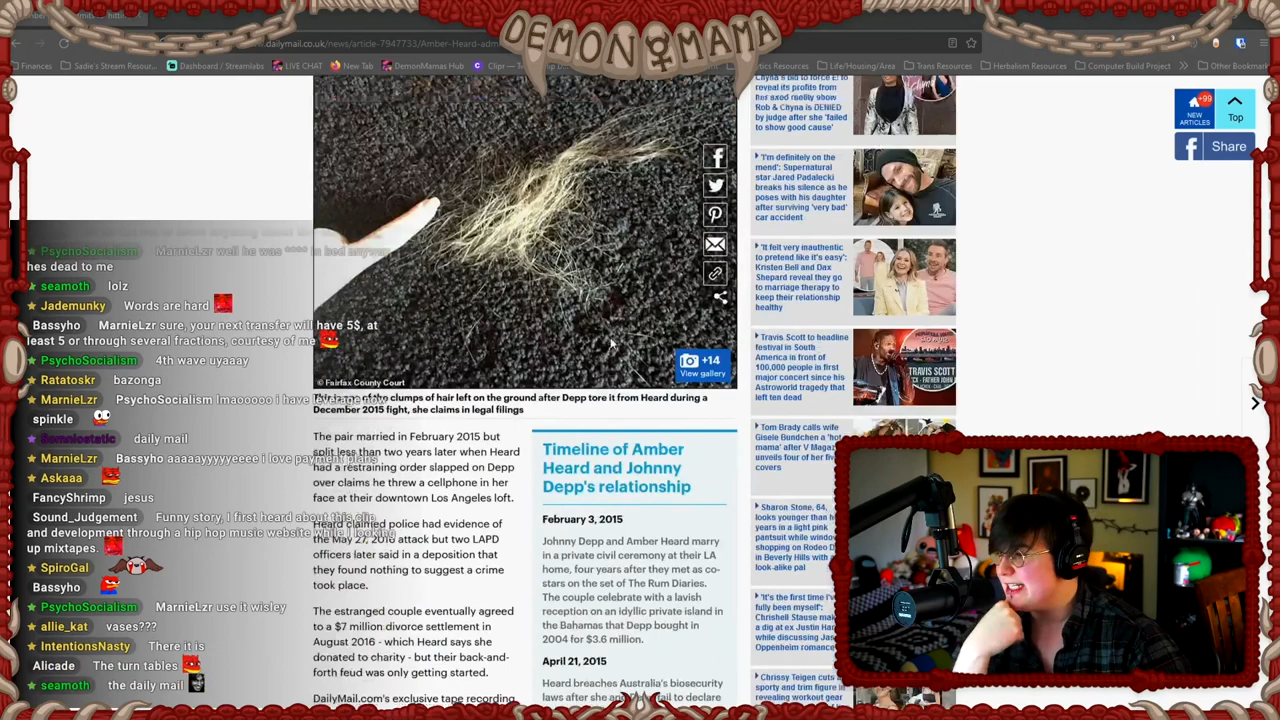 DEMON MAMA
.dailymail.co.uk/news/article-7947733/Amber-Heard-adm
Finances
Sadie's Stream Resour...
Dashboard / Streamlabs
LIVE CHAT
New Tab
DemonMamas Hub
Life/Housing/Area
Trans Resources
Herbalism Resources
Computer Build Project
Other Bookmar
PsychoSocialism MarnieLzr well he was **** in bed anyway
hes dead to me
seamoth lolz
Jademunky Words are hard
Bassyho MarnieLzr sure, your next transfer will have 5$, at
least 5 or through several fractions, courtesy of me
PsychoSocialism 4th wave uyaaay
Ratatoskr bazonga
MarnieLzr PsychoSocialism lmaooooo i have
spinkle
Somniostatic daily mail
MarnieLzr Bassyho aaaayyyyyeeee i love
Askaaa
FancyShrimp jesus
Sound_Judgement Funny story, I first heard about this clip
and development through a hip hop music website while i looking
up mixtapes.
SpiroGal
Bassyho
PsychoSocialism MarnieLzr use it wisley
allie_kat vases???
IntentionsNasty There it is
Alicade The turn tables
seamoth the daily mail
© Fairfax County Court
+14
View gallery
clumps of hair left on the ground after Depp tore it from Heard during a
December 2015 fight, she claims in legal filings
The pair married in February 2015 but
split less than two years later when Heard
had a restraining order slapped on Depp
over claims he threw a cellphone in her
face at their downtown Los Angeles loft.
Heard claimed police had evidence of
the May 27, 2016 attack but two LAPD
officers later said in a deposition that
they found nothing to suggest a crime
took place.
The estranged couple eventually agreed
to a $7 million divorce settlement in
August 2016 - which Heard says she
donated to charity - but their back-and-
forth feud was only getting started.
DailyMail.com's exclusive tape recording
Timeline of Amber
Heard and Johnny
Depp's relationship
February 3, 2015
Johnny Depp and Amber Heard marry
in a private civil ceremony at their LA
home, four years after they met as co-
stars on the set of The Rum Diaries.
The couple celebrate with a lavish
reception on an idyllic private island in
the Bahamas that Depp bought in
2004 for $3.6 million.
April 21, 2015
Heard breaches Australia's biosecurity
laws after she and Depp fail to declare
Chyna's bid to force E! to
reveal its profits from
her axed reality show
Rob & Chyna is DENIED
by judge after she 'failed
to show good cause'
'I'm definitely on the
mend': Supernatural
star Jared Padalecki
breaks his silence as he
poses with his daughter
after surviving 'very bad'
car accident
'It felt very inauthentic
to pretend like it's easy':
Kristen Bell and Dax
Shepard reveal they go
to marriage therapy to
keep their relationship
healthy
Travis Scott to headline
festival in South
America in front of
100,000 people in first
major concert since his
Astroworld tragedy that
left ten dead
TRAVIS SCOTT
Tom Brady calls wife
Gisele Bundchen a 'hot
mama' after V Magaz
unveils four of her five
covers
Sharon Stone, 64,
looks younger than h
years in a light pink
pantsuit while window
shopping on Rodeo D
in Beverly Hills with a
look-alike pal
'It's the first time I've
fully been myself':
Chrishell Stause mak
a dig at ex Justin Har
while discussing Jas
Oppenheim romance
Chrissy Teigen cuts a
sporty and trim figure in
revealing workout gear
+99
NEW
ARTICLES
Top
Share